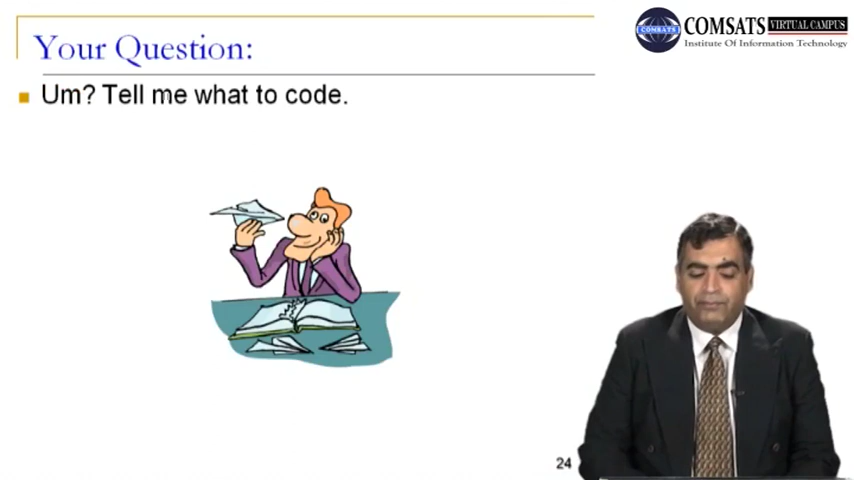 Your Question:
COMSATS VIRTUAL CAMPUS
Institute Of Information Technology
COMSATS
Um? Tell me what to code.
24